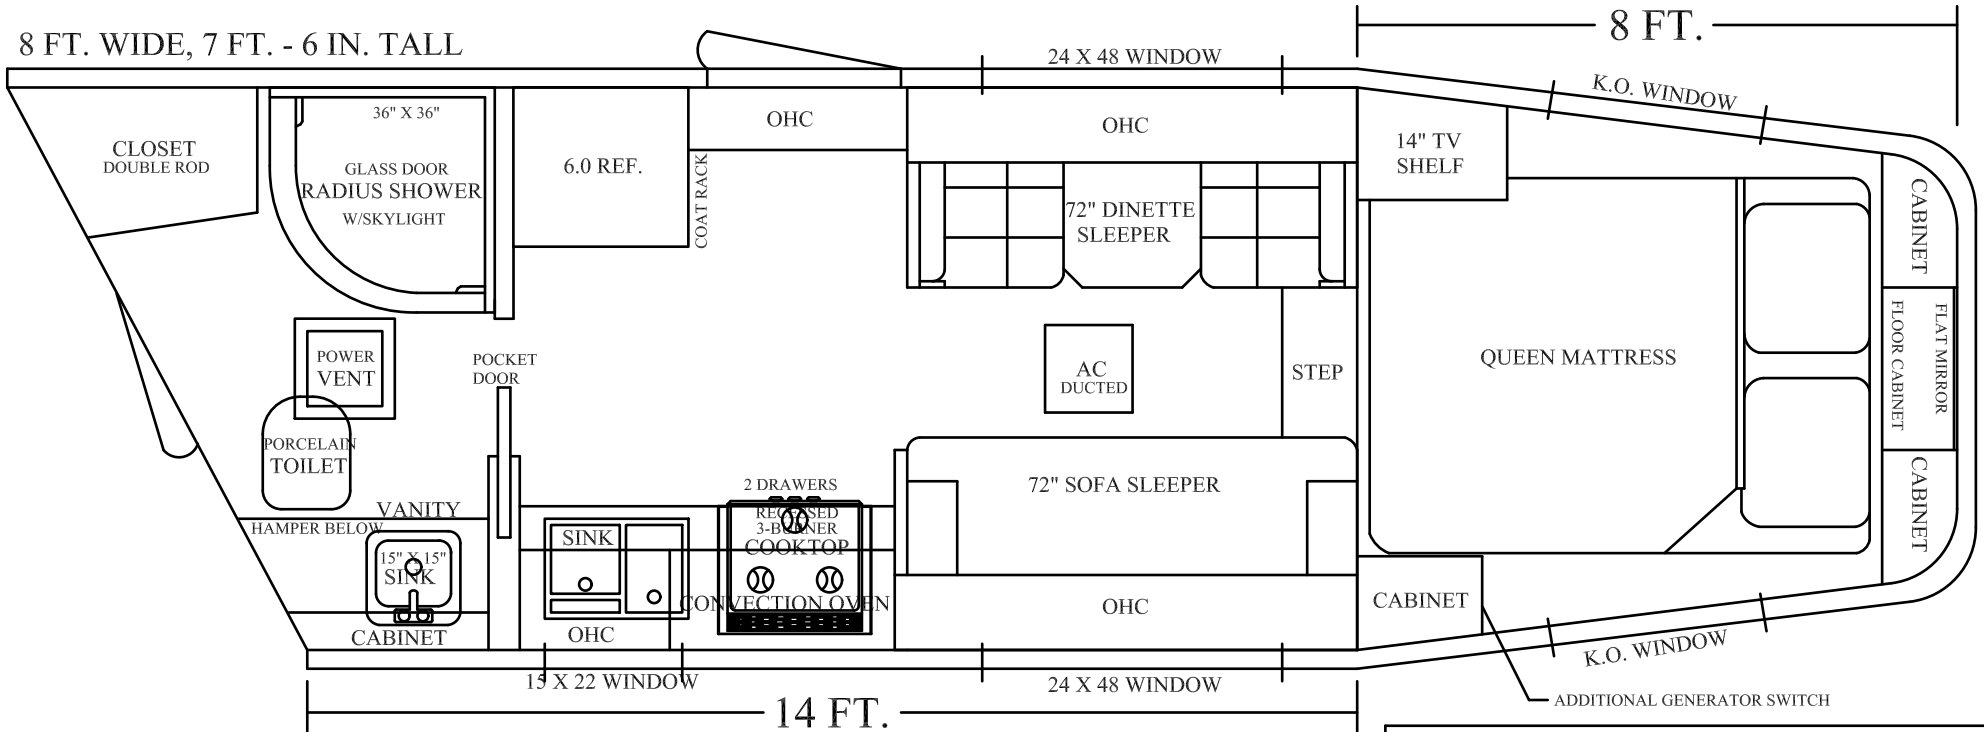 8 FT. WIDE, 7 FT. - 6 IN. TALL
8 FT.
24 X 48 WINDOW
K.O. WINDOW
CLOSET
DOUBLE ROD
36" X 36"
GLASS DOOR
RADIUS SHOWER
W/SKYLIGHT
6.0 REF.
OHC
COAT RACK
OHC
72" DINETTE
SLEEPER
14" TV
SHELF
CABINET
POWER
VENT
POCKET
DOOR
AC
DUCTED
STEP
QUEEN MATTRESS
FLOOR CABINET
FLAT MIRROR
PORCELAIN
TOILET
VANITY
HAMPER BELOW
15" X 15"
SINK
CABINET
SINK
OHC
2 DRAWERS
RECESSED
3-BURNER
COOKTOP
CONVECTION OVEN
72" SOFA SLEEPER
OHC
CABINET
CABINET
K.O. WINDOW
15 X 22 WINDOW
24 X 48 WINDOW
ADDITIONAL GENERATOR SWITCH
14 FT.